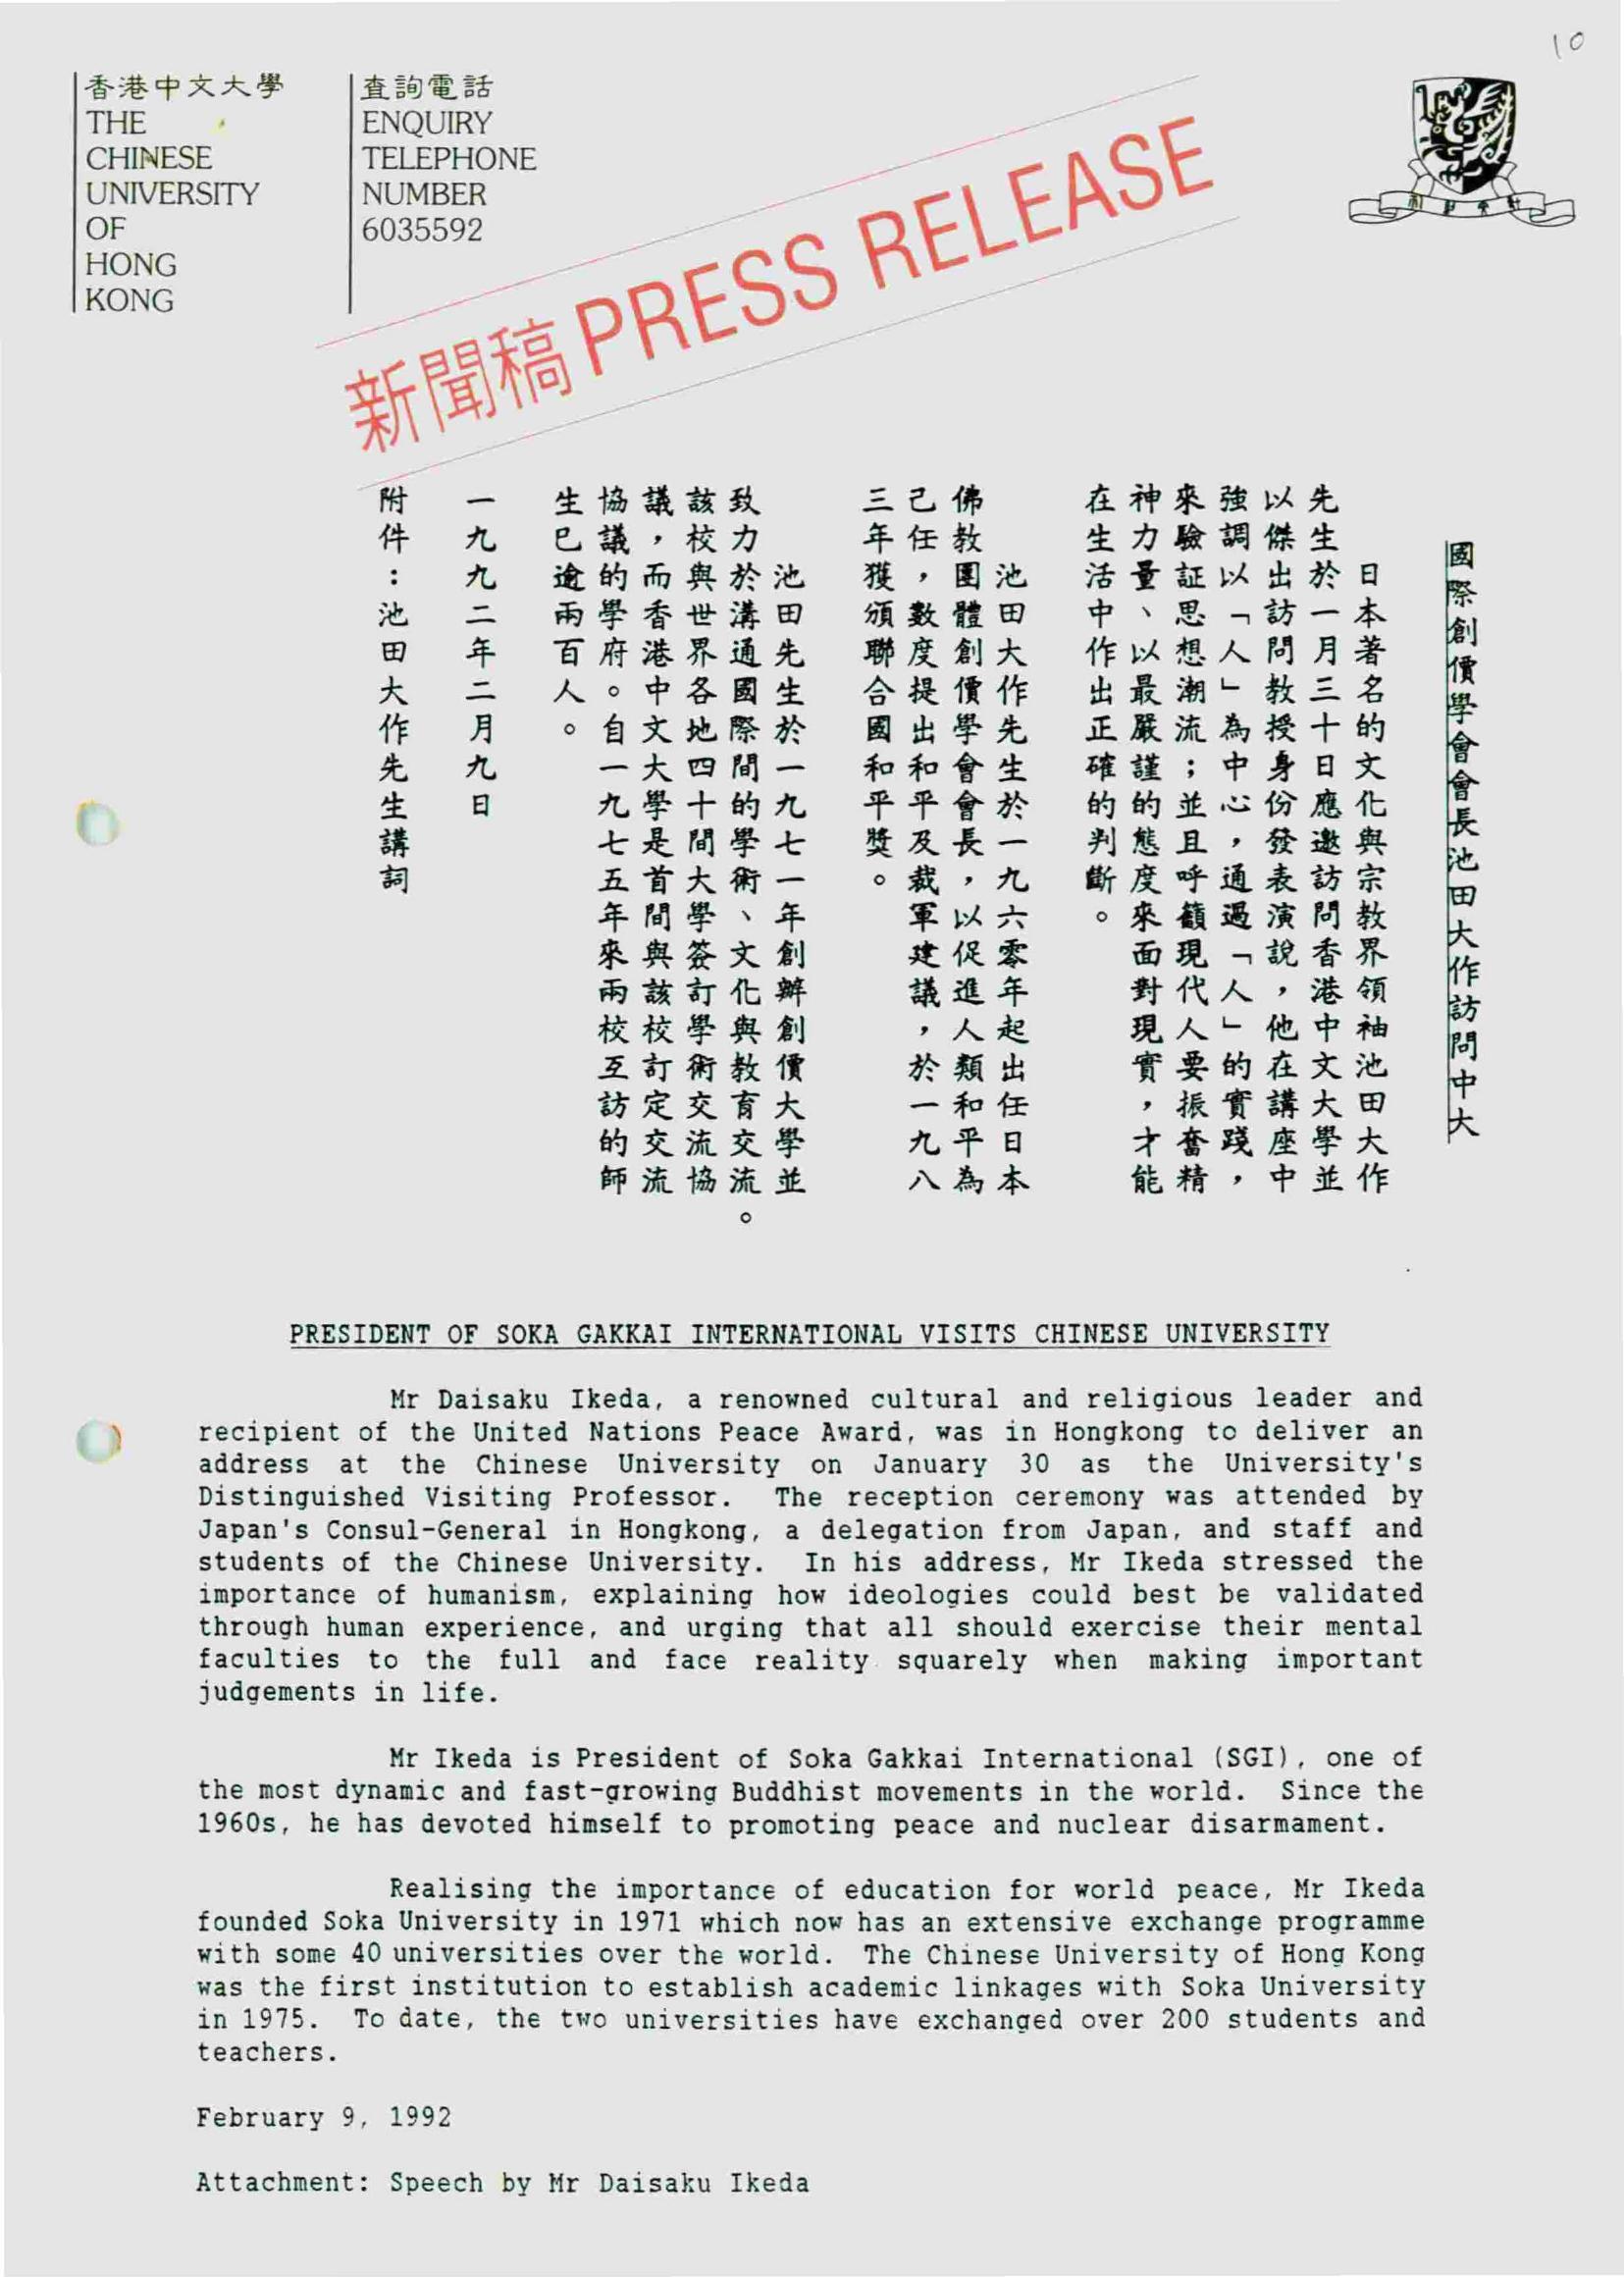 10
香港中文大學
THE
CHINESE
UNIVERSITY
OF
HONG
KONG
查詢電話
ENQUIRY
TELEPHONE
NUMBER
6035592
新聞稿 PRESS RELEASE
國際創價學會會長池田大作訪問中大
日本著名的文化與宗教界領袖池田大作
先生於一月三十日應邀訪問香港中文大學並
以傑出訪問教授身份發表演說，他在講座中
強調以「人」為中心，通過「人」的實踐，
來驗証思想潮流；並且呼籲現代人要振奮精
神力量、以最嚴謹的態度來面對現實，才能
在生活中作出正確的判斷。
池田大作先生於一九六零年起出任日本
佛教團體創價學會會長，以促進人類和平為
己任，數度提出和平及裁軍建議，於一九八
三年獲頒聯合國和平獎。
池田先生於一九七一年創辦創價大學並
致力於溝通國際間的學術、文化與教育交流。
該校與世界各地四十間大學簽訂學術交流協
議，而香港中文大學是首間與該校訂定交流
協議的學府。自一九七五年來兩校互訪的師
生已逾兩百人。
一九九二年二月九日
附件：池田大作先生講詞
PRESIDENT OF SOKA GAKKAI INTERNATIONAL VISITS CHINESE UNIVERSITY
Mr Daisaku Ikeda, a renowned cultural and religious leader and
recipient of the United Nations Peace Award, was in Hongkong to deliver an
address at the Chinese University on January 30 as the University's
Distinguished Visiting Professor. The reception ceremony was attended by
Japan's Consul-General in Hongkong, a delegation from Japan, and staff and
students of the Chinese University. In his address, Mr Ikeda stressed the
importance of humanism, explaining how ideologies could best be validated
through human experience, and urging that all should exercise their mental
faculties to the full and face reality squarely when making important
judgements in life.
Mr Ikeda is President of Soka Gakkai International (SGI), one of
the most dynamic and fast-growing Buddhist movements in the world. Since the
1960s, he has devoted himself to promoting peace and nuclear disarmament.
Realising the importance of education for world peace, Mr Ikeda
founded Soka University in 1971 which now has an extensive exchange programme
with some 40 universities over the world. The Chinese University of Hong Kong
was the first institution to establish academic linkages with Soka University
in 1975. To date, the two universities have exchanged over 200 students and
teachers.
February 9, 1992
Attachment: Speech by Mr Daisaku Ikeda